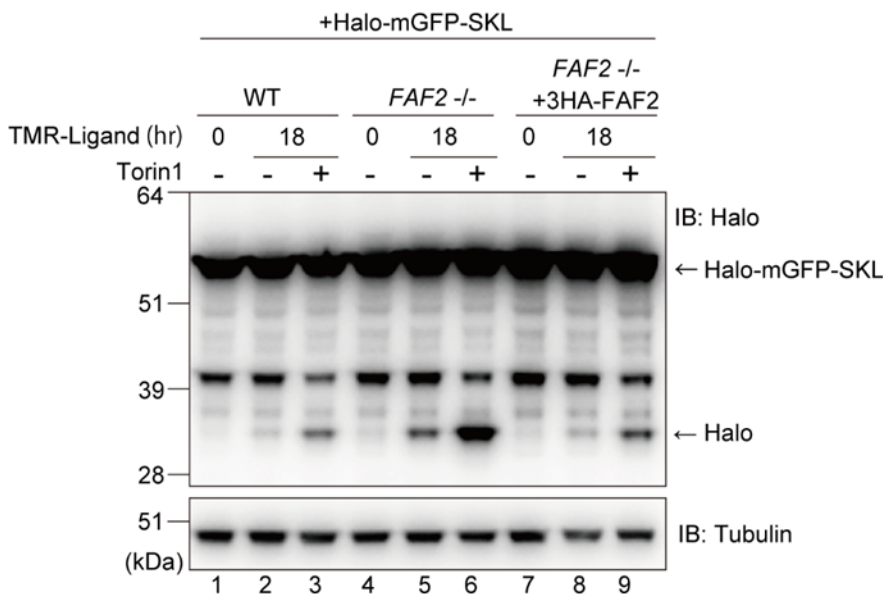 +Halo-mGFP-SKL
FAF2 -/-
WT FAF2 -/- +3HA-FAF2
TMR-Ligand (hr) 0 18 0 18 0 18
Torin1 - - + - - + - - +
64
IB: Halo
← Halo-mGFP-SKL
51
39
← Halo
28
51
IB: Tubulin
(kDa)
1 2 3 4 5 6 7 8 9